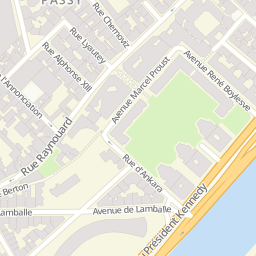 PASSY
Rue Chernoviz
Rue Lyautey
Rue Alphonse XIII
l'Annonciation
Avenue Marcel Proust
Avenue René Boylesve
Rue Raynouard
Rue d'Ankara
Berton
Lamballe
Avenue de Lamballe
Président Kennedy